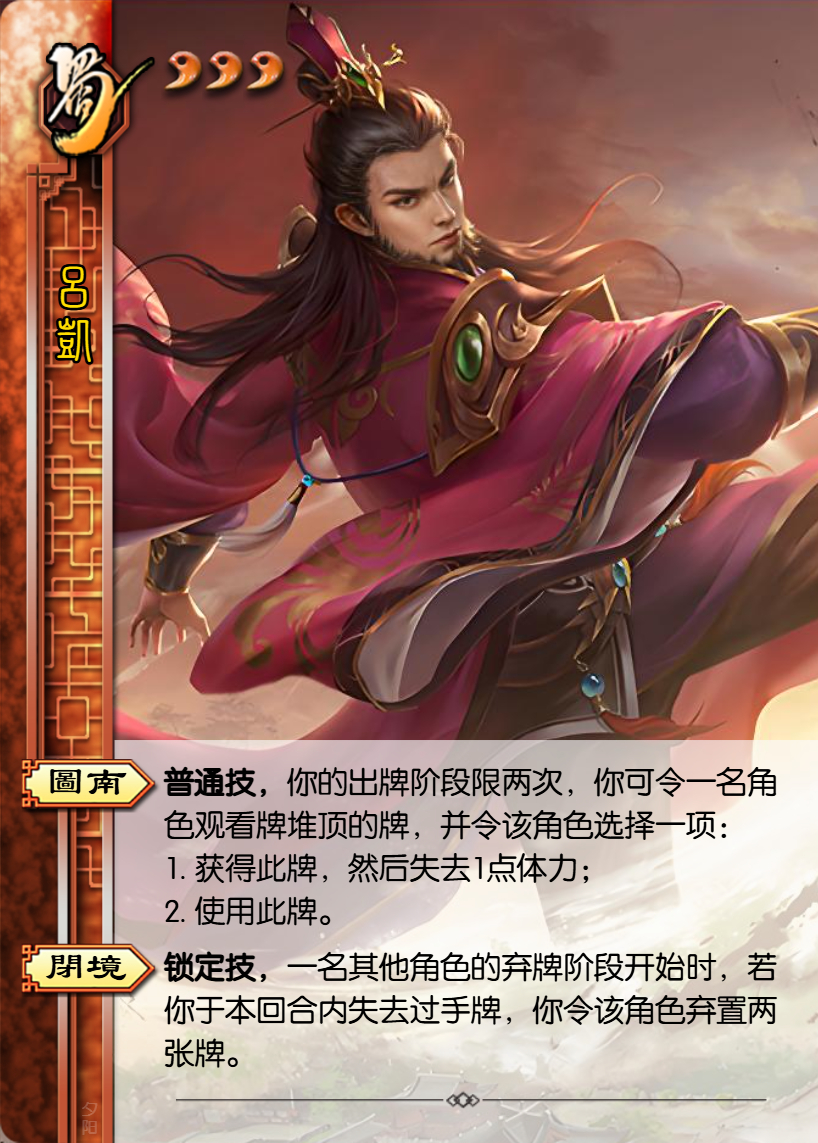 蜀
呂凱
圖南
普通技，你的出牌阶段限两次，你可令一名角
色观看牌堆顶的牌，并令该角色选择一项：
1. 获得此牌，然后失去1点体力；
2. 使用此牌。
閉境
锁定技，一名其他角色的弃牌阶段开始时，若
你于本回合内失去过手牌，你令该角色弃置两
张牌。
夕阳